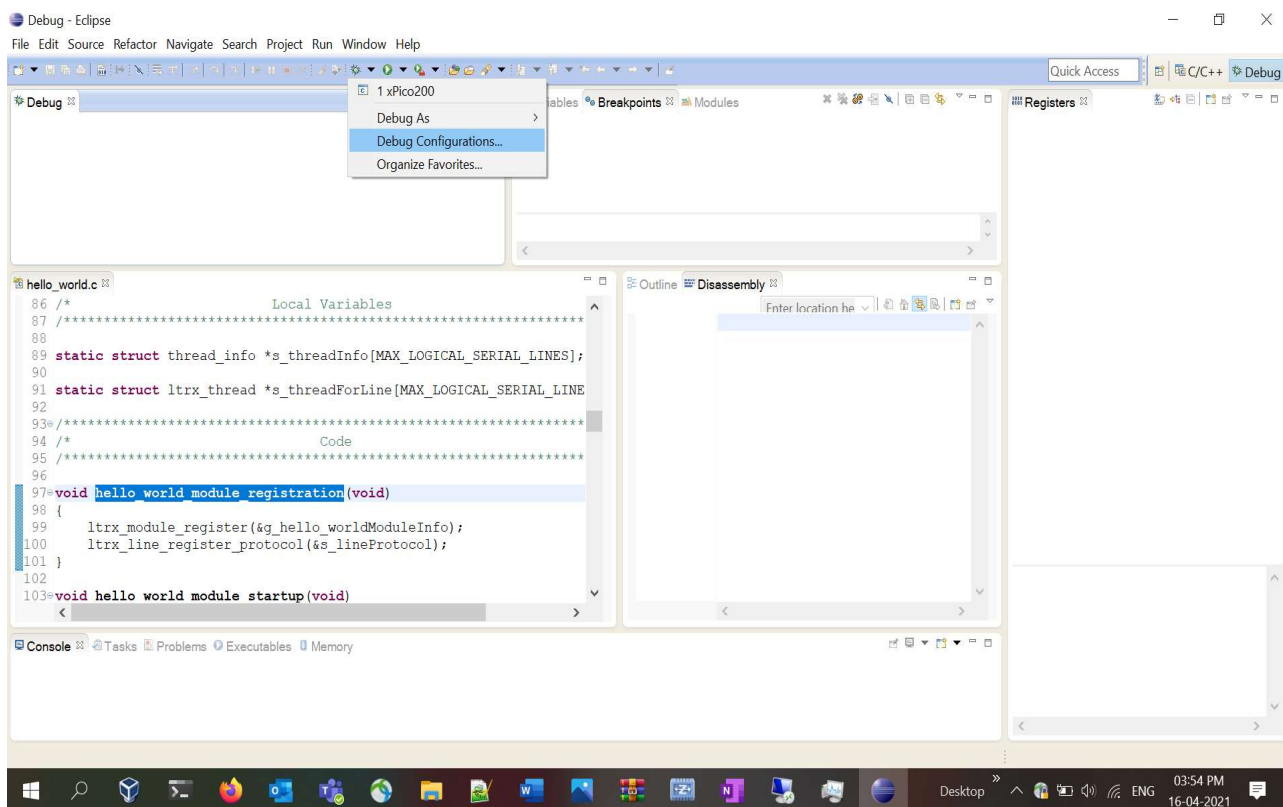 Debug - Eclipse
File Edit Source Refactor Navigate Search Project Run Window Help
Quick Access
C/C++
Debug
Debug
1 xPico200
Debug As
Debug Configurations...
Organize Favorites...
iables
Breakpoints
Modules
Registers
hello_world.c
86 /* Local Variables
87 /*****************************************************************
88
89 static struct thread_info *s_threadInfo[MAX_LOGICAL_SERIAL_LINES];
90
91 static struct ltrx_thread *s_threadForLine[MAX_LOGICAL_SERIAL_LINE
92
93 /*****************************************************************
94 /* Code
95 /*****************************************************************
96
97 void hello_world_module_registration(void)
98 {
99 ltrx_module_register(&g_hello_worldModuleInfo);
100 ltrx_line_register_protocol(&s_lineProtocol);
101 }
102
103 void hello_world_module_startup(void)
Outline
Disassembly
Enter location he
Console
Tasks
Problems
Executables
Memory
Desktop
ENG
03:54 PM
16-04-2021